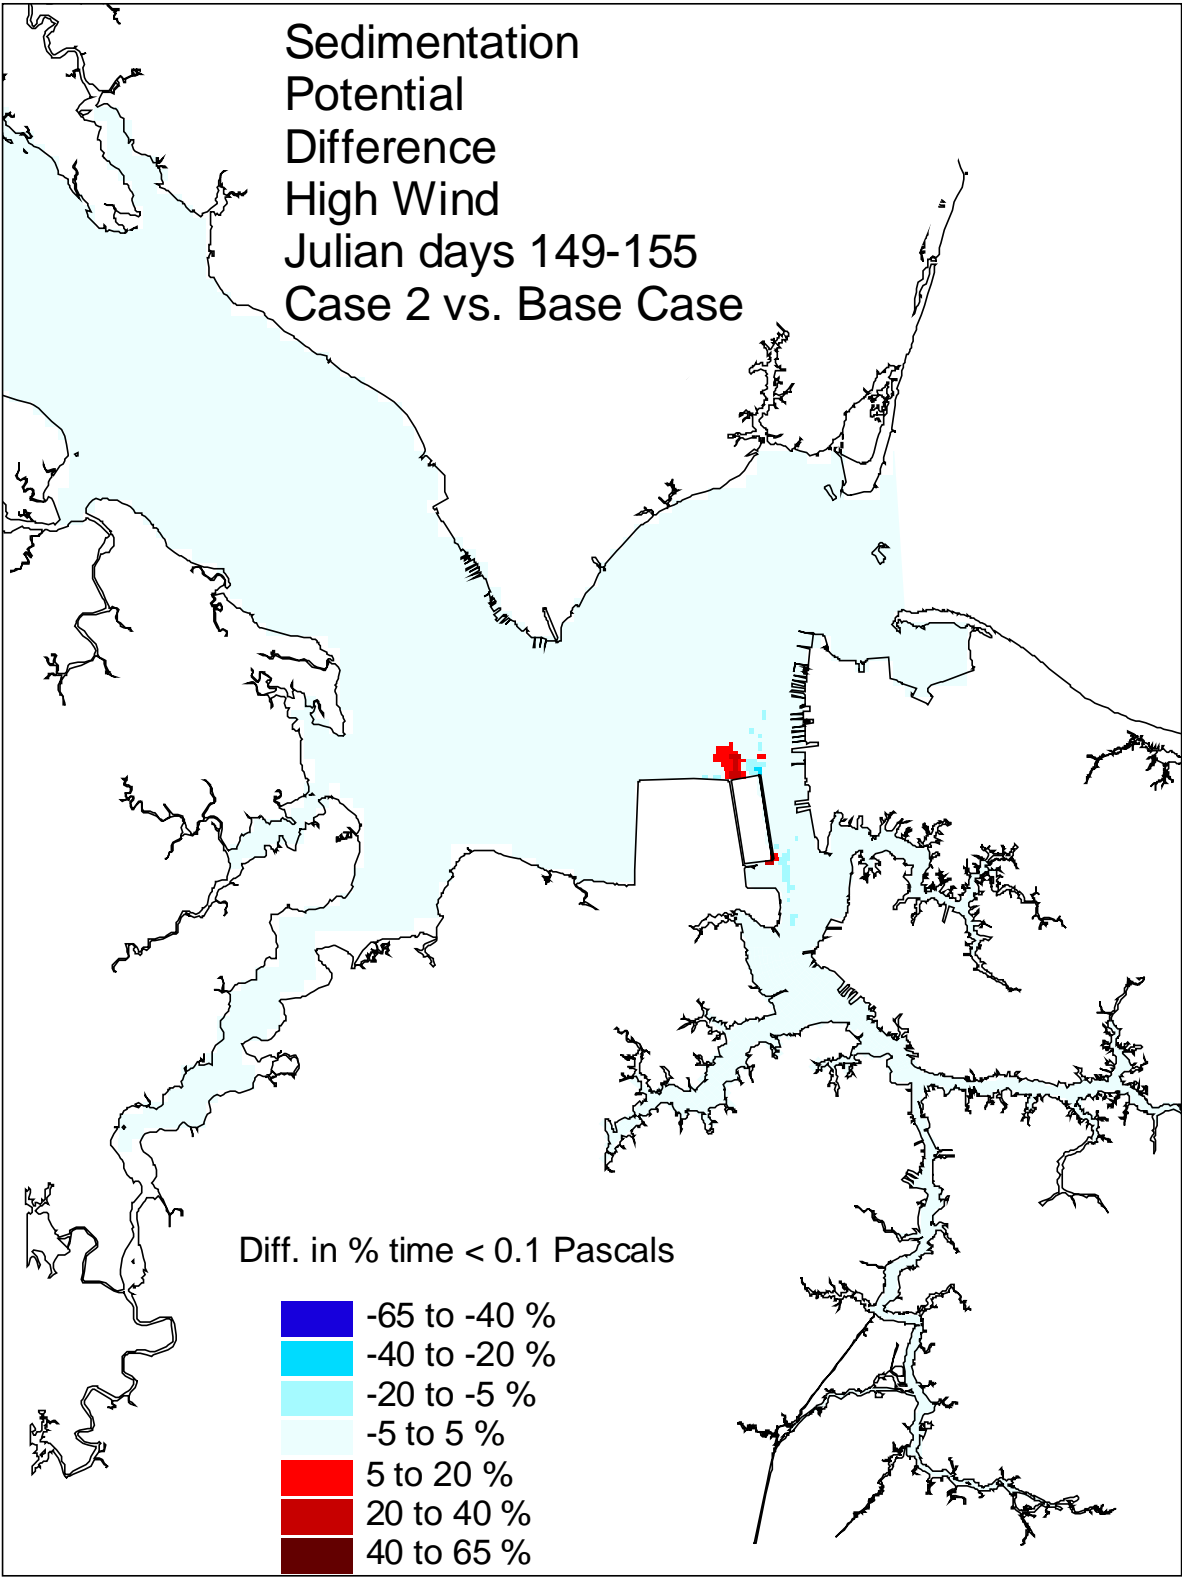 Sedimentation
Potential
Difference
High Wind
Julian days 149-155
Case 2 vs. Base Case
Diff. in % time < 0.1 Pascals
-65 to -40 %
-40 to -20 %
-20 to -5 %
-5 to 5 %
5 to 20 %
20 to 40 %
40 to 65 %